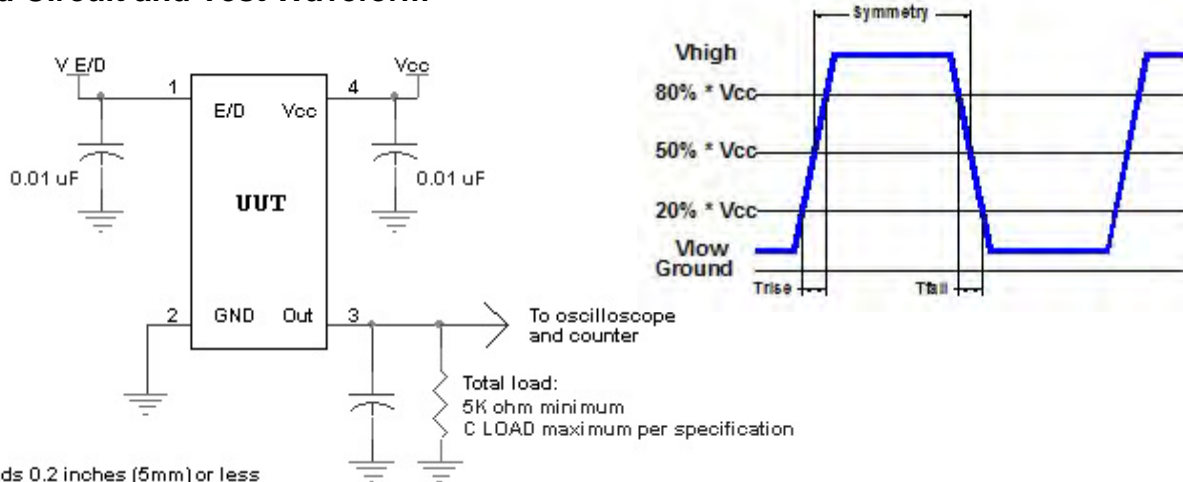 Circuit and Test Waveform
V E/D
Vcc
1
4
E/D
Vcc
0.01 uF
0.01 uF
UUT
2
GND
Out
3
To oscilloscope
and counter
Total load:
5K ohm minimum
C LOAD maximum per specification
0.2 inches (5mm) or less
Symmetry
Vhigh
80% * Vcc
50% * Vcc
20% * Vcc
Vlow
Ground
Trise
Tfall